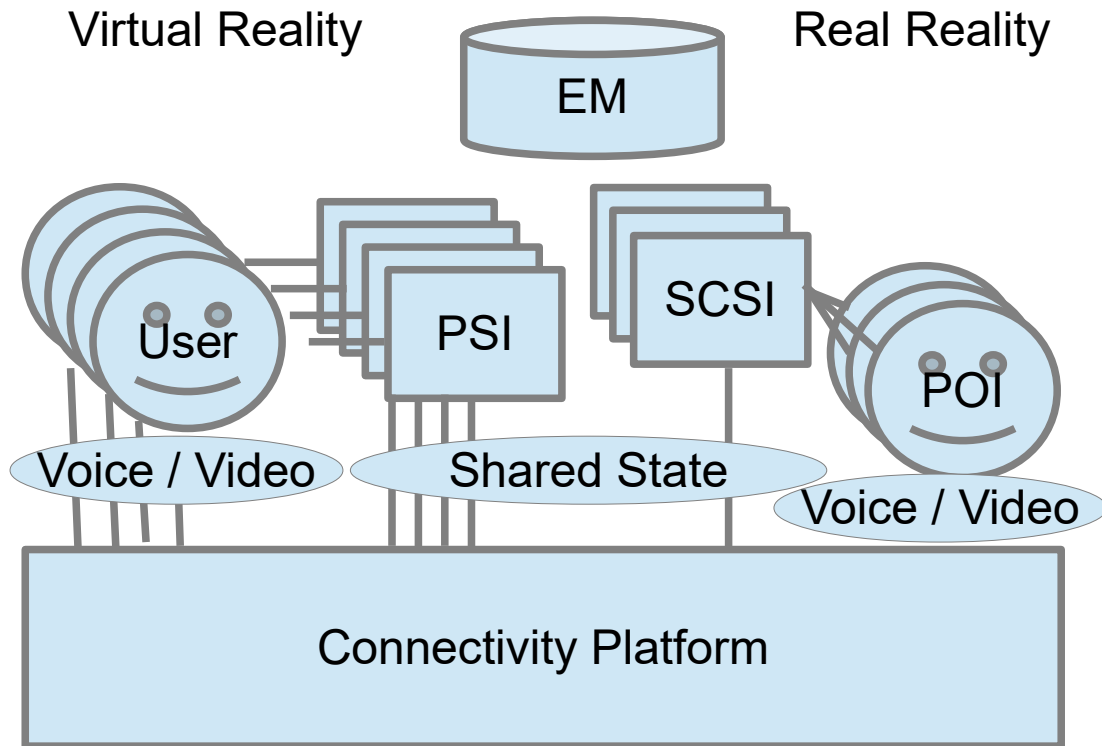 Virtual Reality
Real Reality
EM
User
PSI
SCSI
POI
Voice / Video
Shared State
Voice / Video
Connectivity Platform